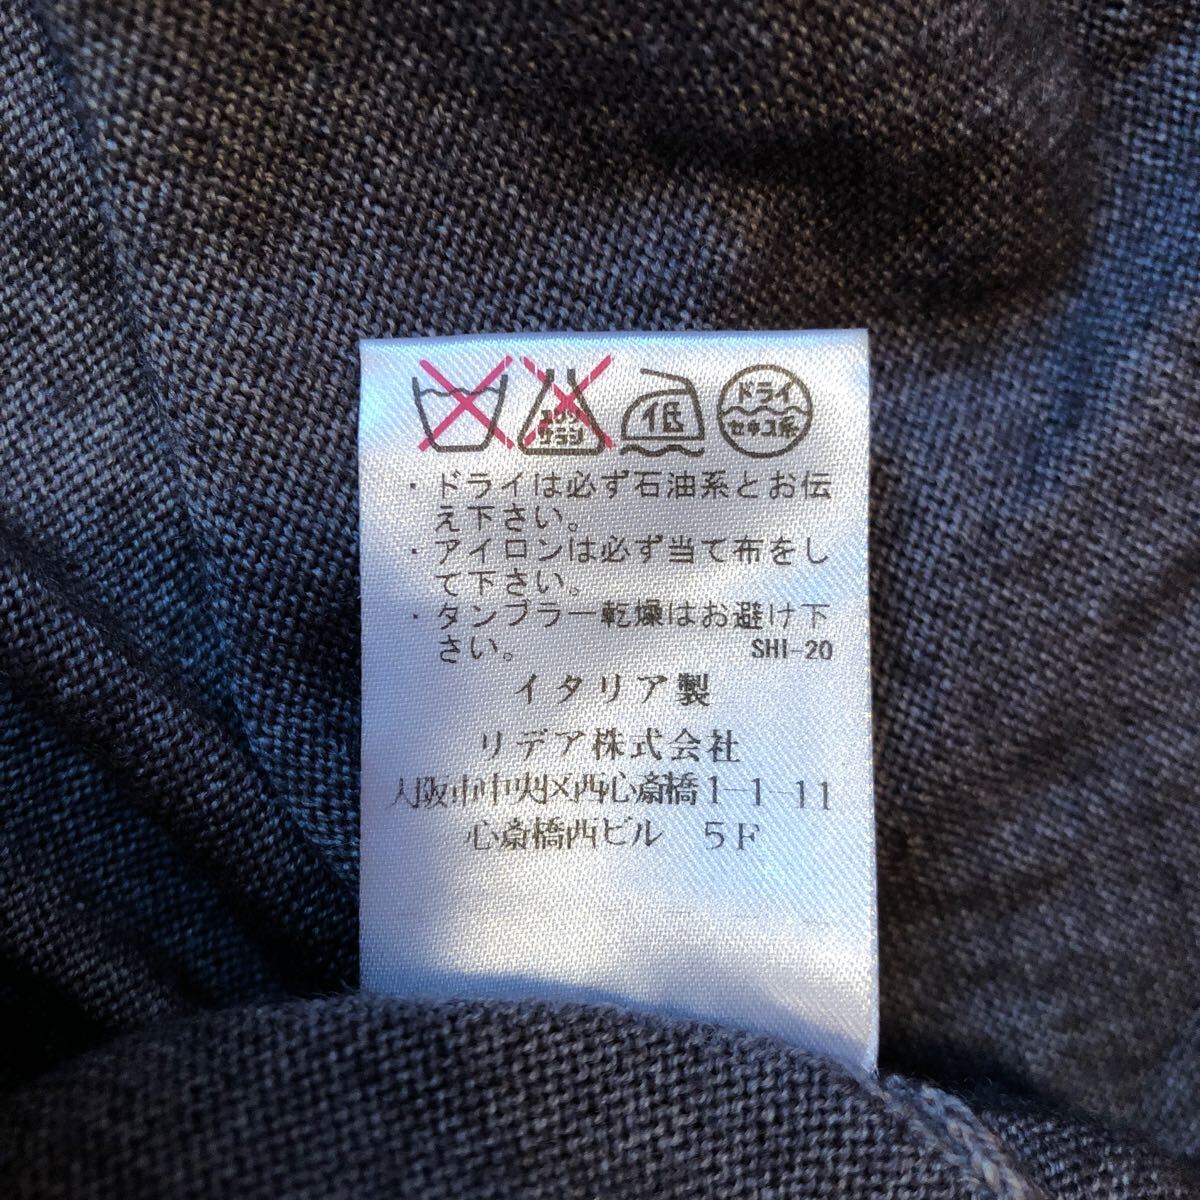 エンソ
サラシ
低
ドライ
セキユ系
・ドライは必ず石油系とお伝
え下さい。
・アイロンは必ず当て布をし
て下さい。
・タンブラー乾燥はお避け下
さい。 SHI-20
イタリア製
リデア株式会社
大阪市中央区西心斎橋1-1-11
心斎橋西ビル 5F